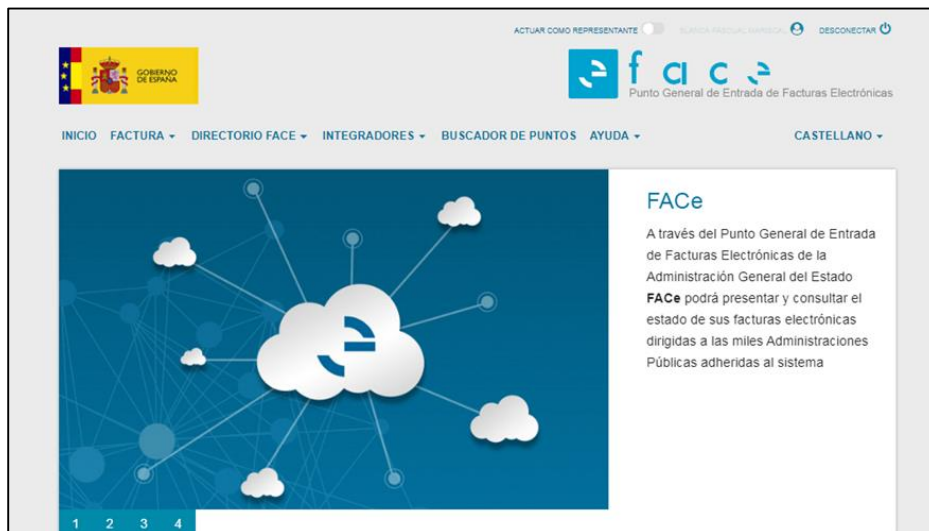 ACTUAR COMO REPRESENTANTE
DESCONECTAR
GOBIERNO
DE ESPAÑA
face
Punto General de Entrada de Facturas Electrónicas
INICIO FACTURA DIRECTORIO FACE INTEGRADORES BUSCADOR DE PUNTOS AYUDA CASTELLANO
FACe
A través del Punto General de Entrada
de Facturas Electrónicas de la
Administración General del Estado
FACe podrá presentar y consultar el
estado de sus facturas electrónicas
dirigidas a las miles Administraciones
Públicas adheridas al sistema
1 2 3 4